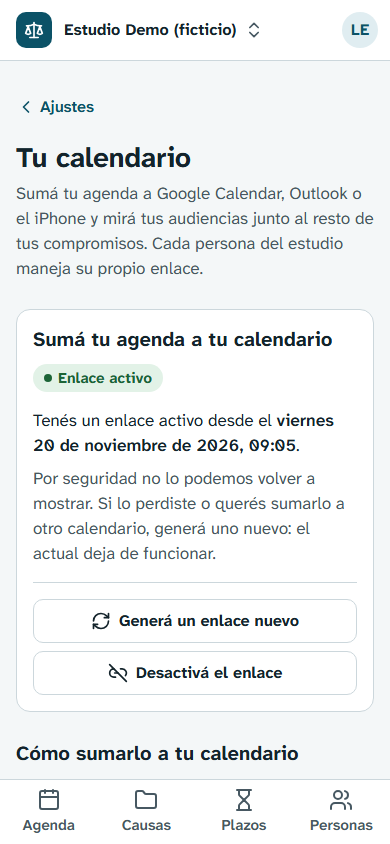 Estudio Demo (ficticio)
LE
Ajustes
Tu calendario
Sumá tu agenda a Google Calendar, Outlook o
el iPhone y mirá tus audiencias junto al resto de
tus compromisos. Cada persona del estudio
maneja su propio enlace.
Sumá tu agenda a tu calendario
Enlace activo
Tenés un enlace activo desde el viernes
20 de noviembre de 2026, 09:05.
Por seguridad no lo podemos volver a
mostrar. Si lo perdiste o querés sumarlo a
otro calendario, generá uno nuevo: el
actual deja de funcionar.
Generá un enlace nuevo
Desactivá el enlace
Cómo sumarlo a tu calendario
Agenda
Causas
Plazos
Personas